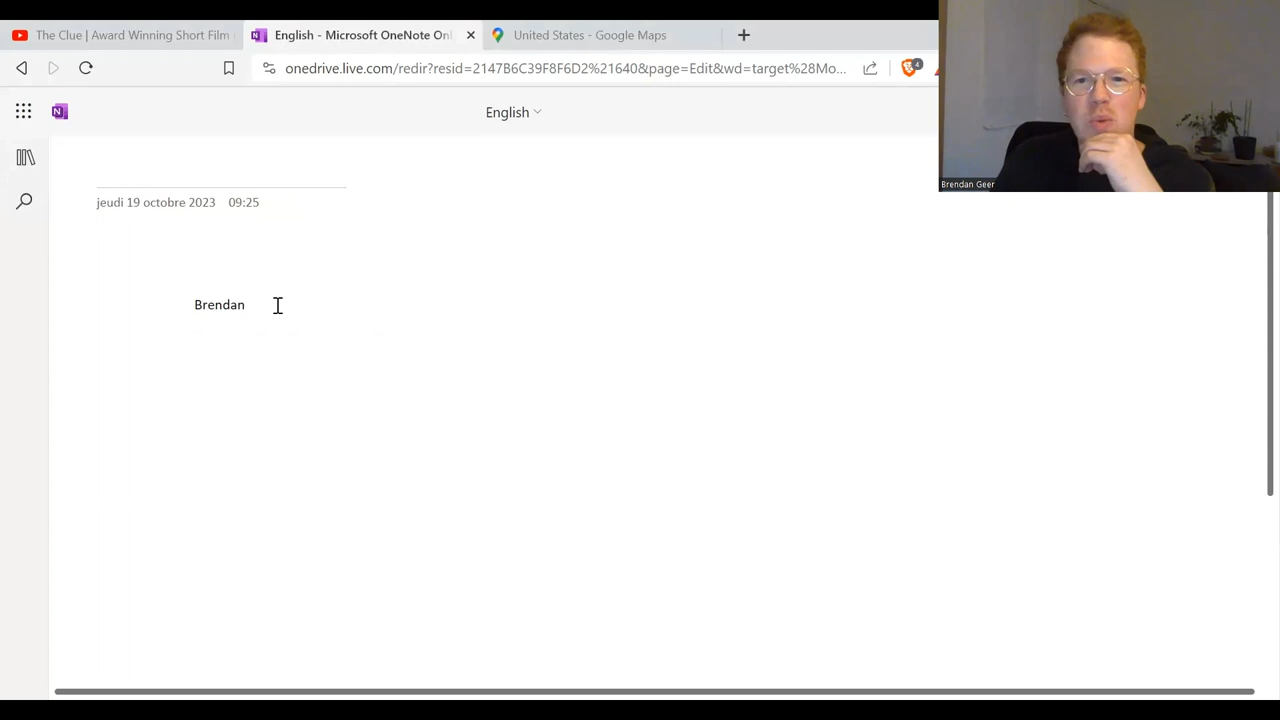 The Clue | Award Winning Short Film
English - Microsoft OneNote Onl
United States - Google Maps
onedrive.live.com/redir?resid=2147B6C39F8F6D2%21640&page=Edit&wd=target%28Mo...
4
N
English
Brendan Geer
jeudi 19 octobre 2023 09:25
Brendan